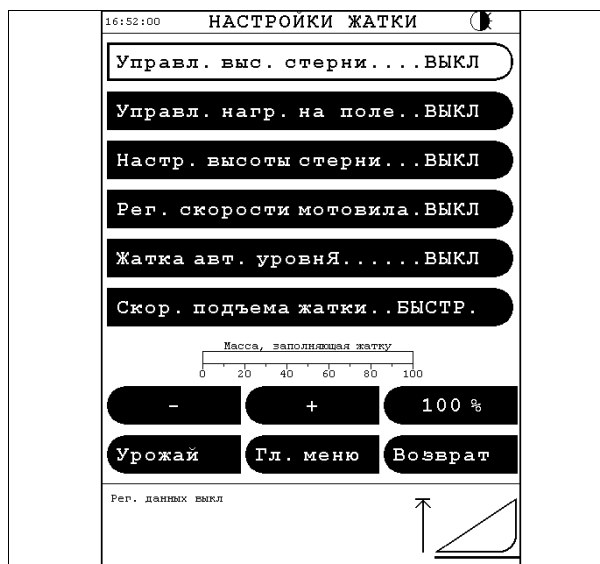 16:52:00 НАСТРОЙКИ ЖАТКИ
Управл. выс. стерни....ВЫКЛ
Управл. нагр. на поле..ВЫКЛ
Настр. высоты стерни...ВЫКЛ
Рег. скорости мотовила.ВЫКЛ
Жатка авт. уровнЯ......ВЫКЛ
Скор. подъема жатки..БЫСТР.
Масса, заполняющая жатку
0 20 40 60 80 100
- + 100 %
Урожай Гл. меню Возврат
Рег. данных выкл